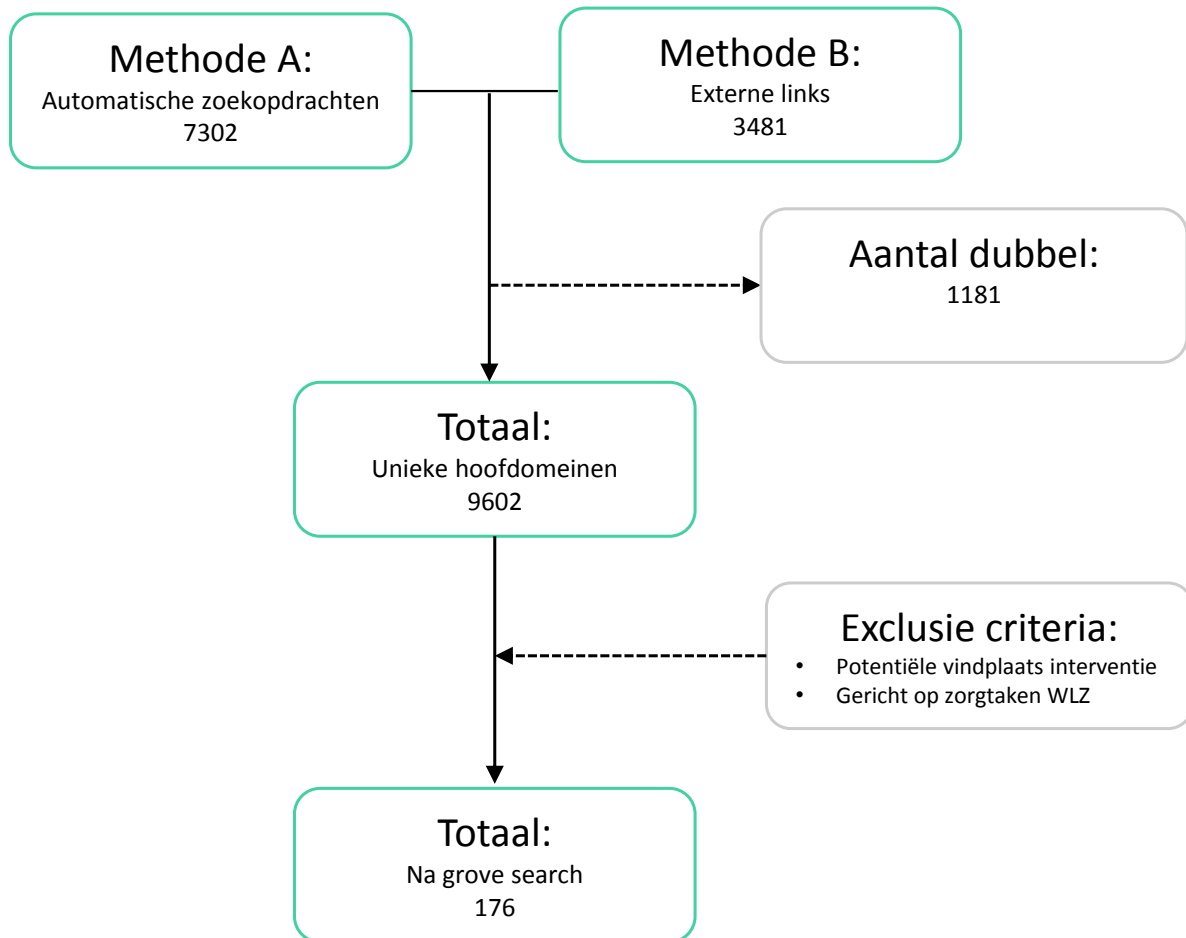 Methode A:
Automatische zoekopdrachten
7302
Methode B:
Externe links
3481
Aantal dubbel:
1181
Totaal:
Unieke hoofdomeinen
9602
Exclusie criteria:
• Potentiële vindplaats interventie
• Gericht op zorgtaken WLZ
Totaal:
Na grove search
176